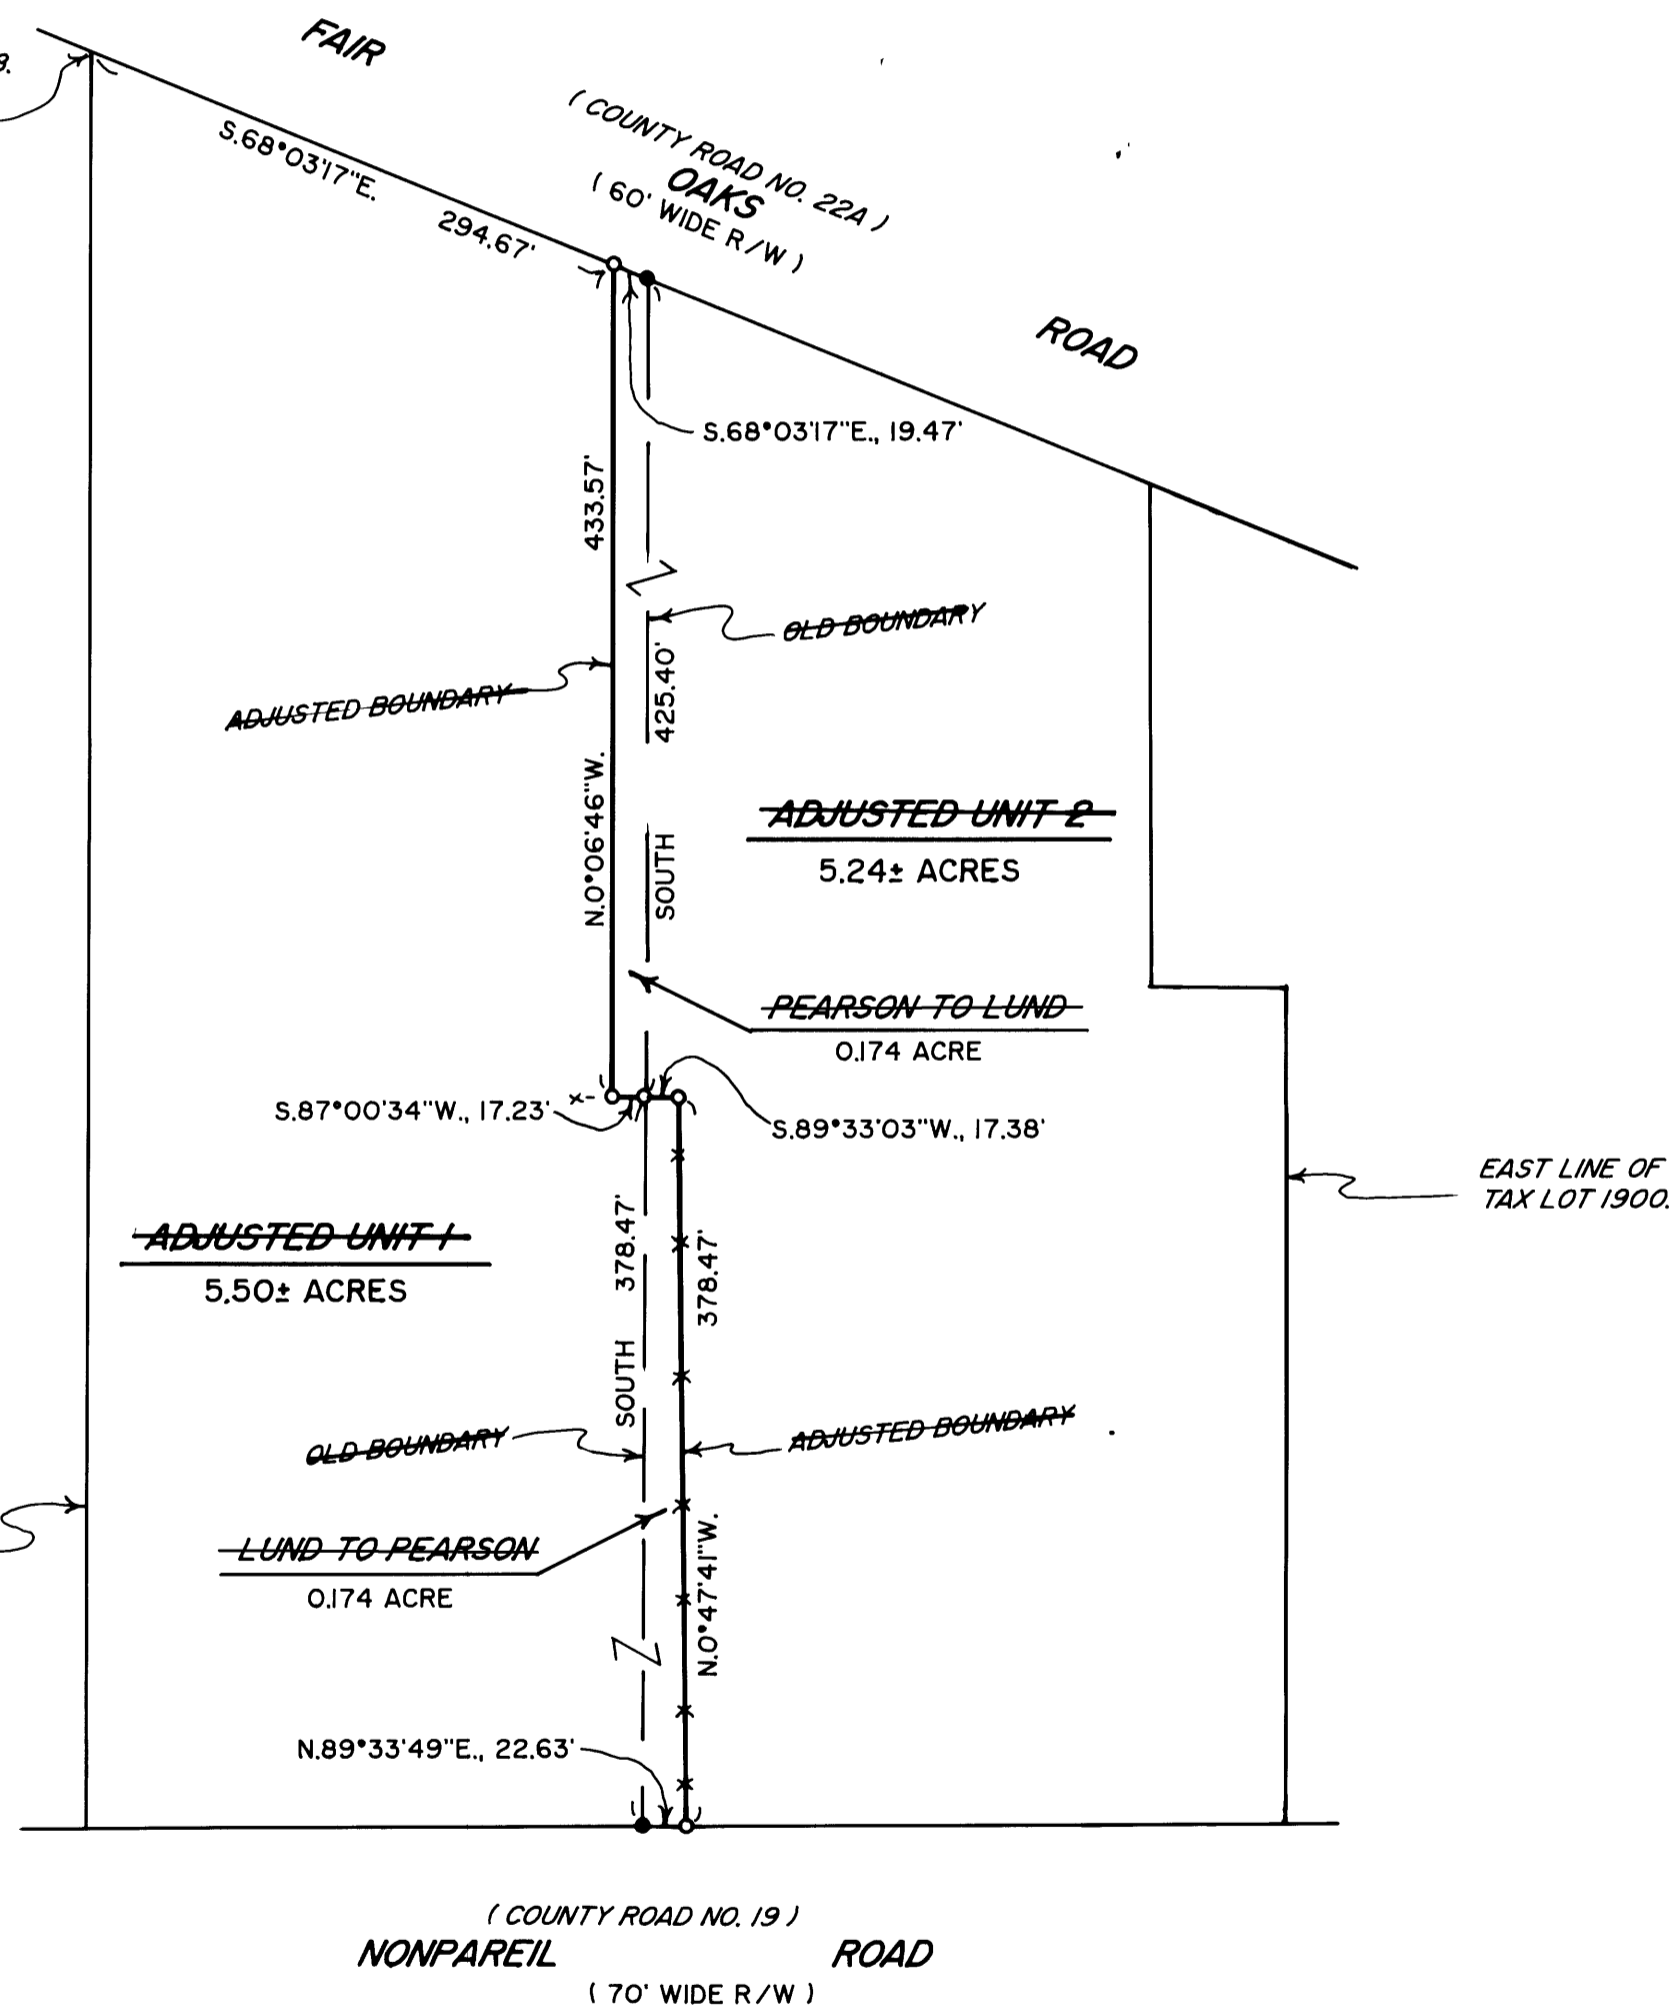 FAIR
(COUNTY ROAD NO. 22A)
OAKS
(60' WIDE R/W)
ROAD
S.68°03'17"E. 294.67'
S.68°03'17"E., 19.47'
433.57'
N.0°06'46"W.
OLD BOUNDARY
425.40'
SOUTH
ADJUSTED BOUNDARY
ADJUSTED UNIT 2
5.24± ACRES
PEARSON TO LUND
0.174 ACRE
S.87°00'34"W., 17.23'
S.89°33'03"W., 17.38'
EAST LINE OF
TAX LOT 1900.
ADJUSTED UNIT 1
5.50± ACRES
SOUTH 378.47'
378.47'
N.0°47'41"W.
OLD BOUNDARY
ADJUSTED BOUNDARY
LUND TO PEARSON
0.174 ACRE
N.89°33'49"E., 22.63'
(COUNTY ROAD NO. 19)
NONPAREIL ROAD
(70' WIDE R/W)